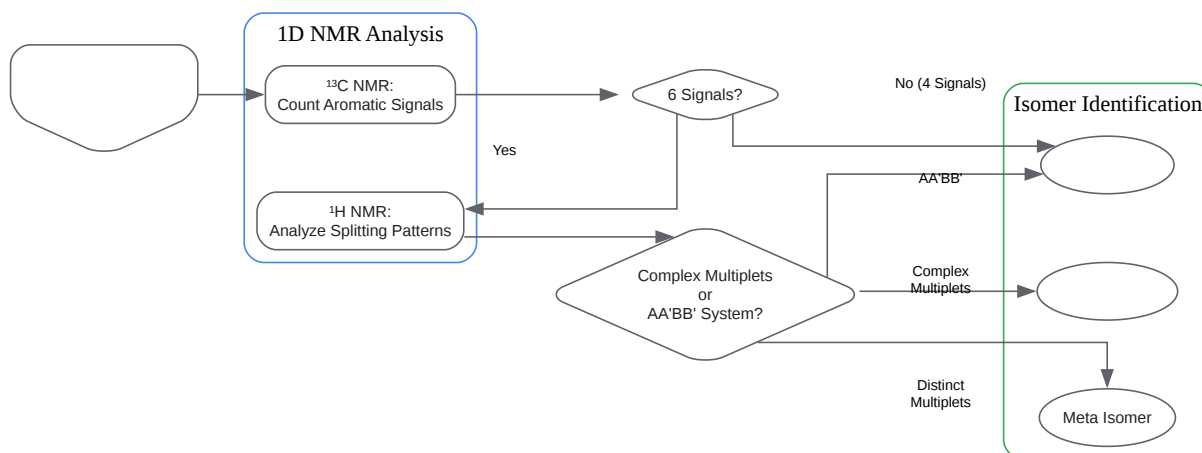 1D NMR Analysis
¹³C NMR:
Count Aromatic Signals
6 Signals?
No (4 Signals)
Isomer Identification
Yes
AA'BB'
¹H NMR:
Analyze Splitting Patterns
Complex Multiplets
or
AA'BB' System?
Complex
Multiplets
Distinct
Multiplets
Meta Isomer